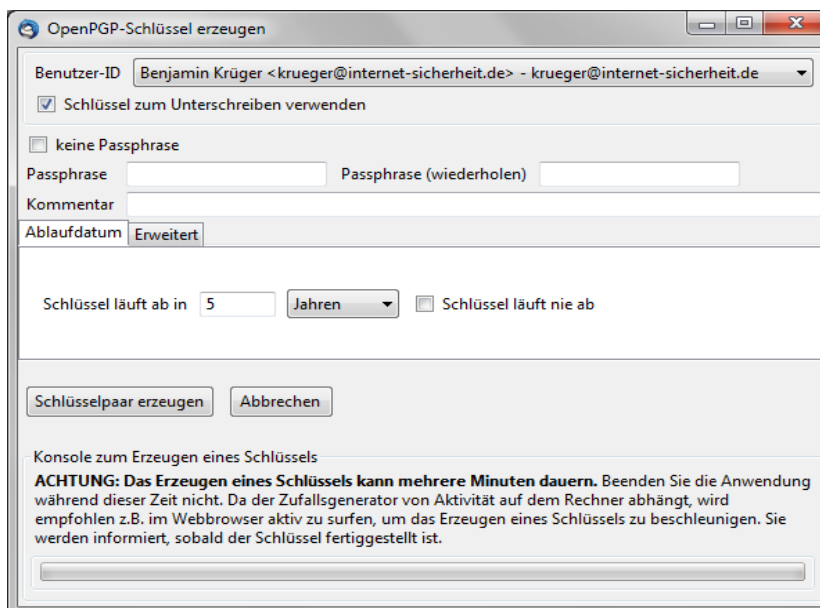 OpenPGP-Schlüssel erzeugen
Benutzer-ID Benjamin Krüger <krueger@internet-sicherheit.de> - krueger@internet-sicherheit.de
Schlüssel zum Unterschreiben verwenden
keine Passphrase
Passphrase Passphrase (wiederholen)
Kommentar
Ablaufdatum Erweitert
Schlüssel läuft ab in 5 Jahren Schlüssel läuft nie ab
Schlüsselpaar erzeugen Abbrechen
Konsole zum Erzeugen eines Schlüssels
ACHTUNG: Das Erzeugen eines Schlüssels kann mehrere Minuten dauern. Beenden Sie die Anwendung
während dieser Zeit nicht. Da der Zufallsgenerator von Aktivität auf dem Rechner abhängt, wird
empfohlen z.B. im Webbrowser aktiv zu surfen, um das Erzeugen eines Schlüssels zu beschleunigen. Sie
werden informiert, sobald der Schlüssel fertiggestellt ist.